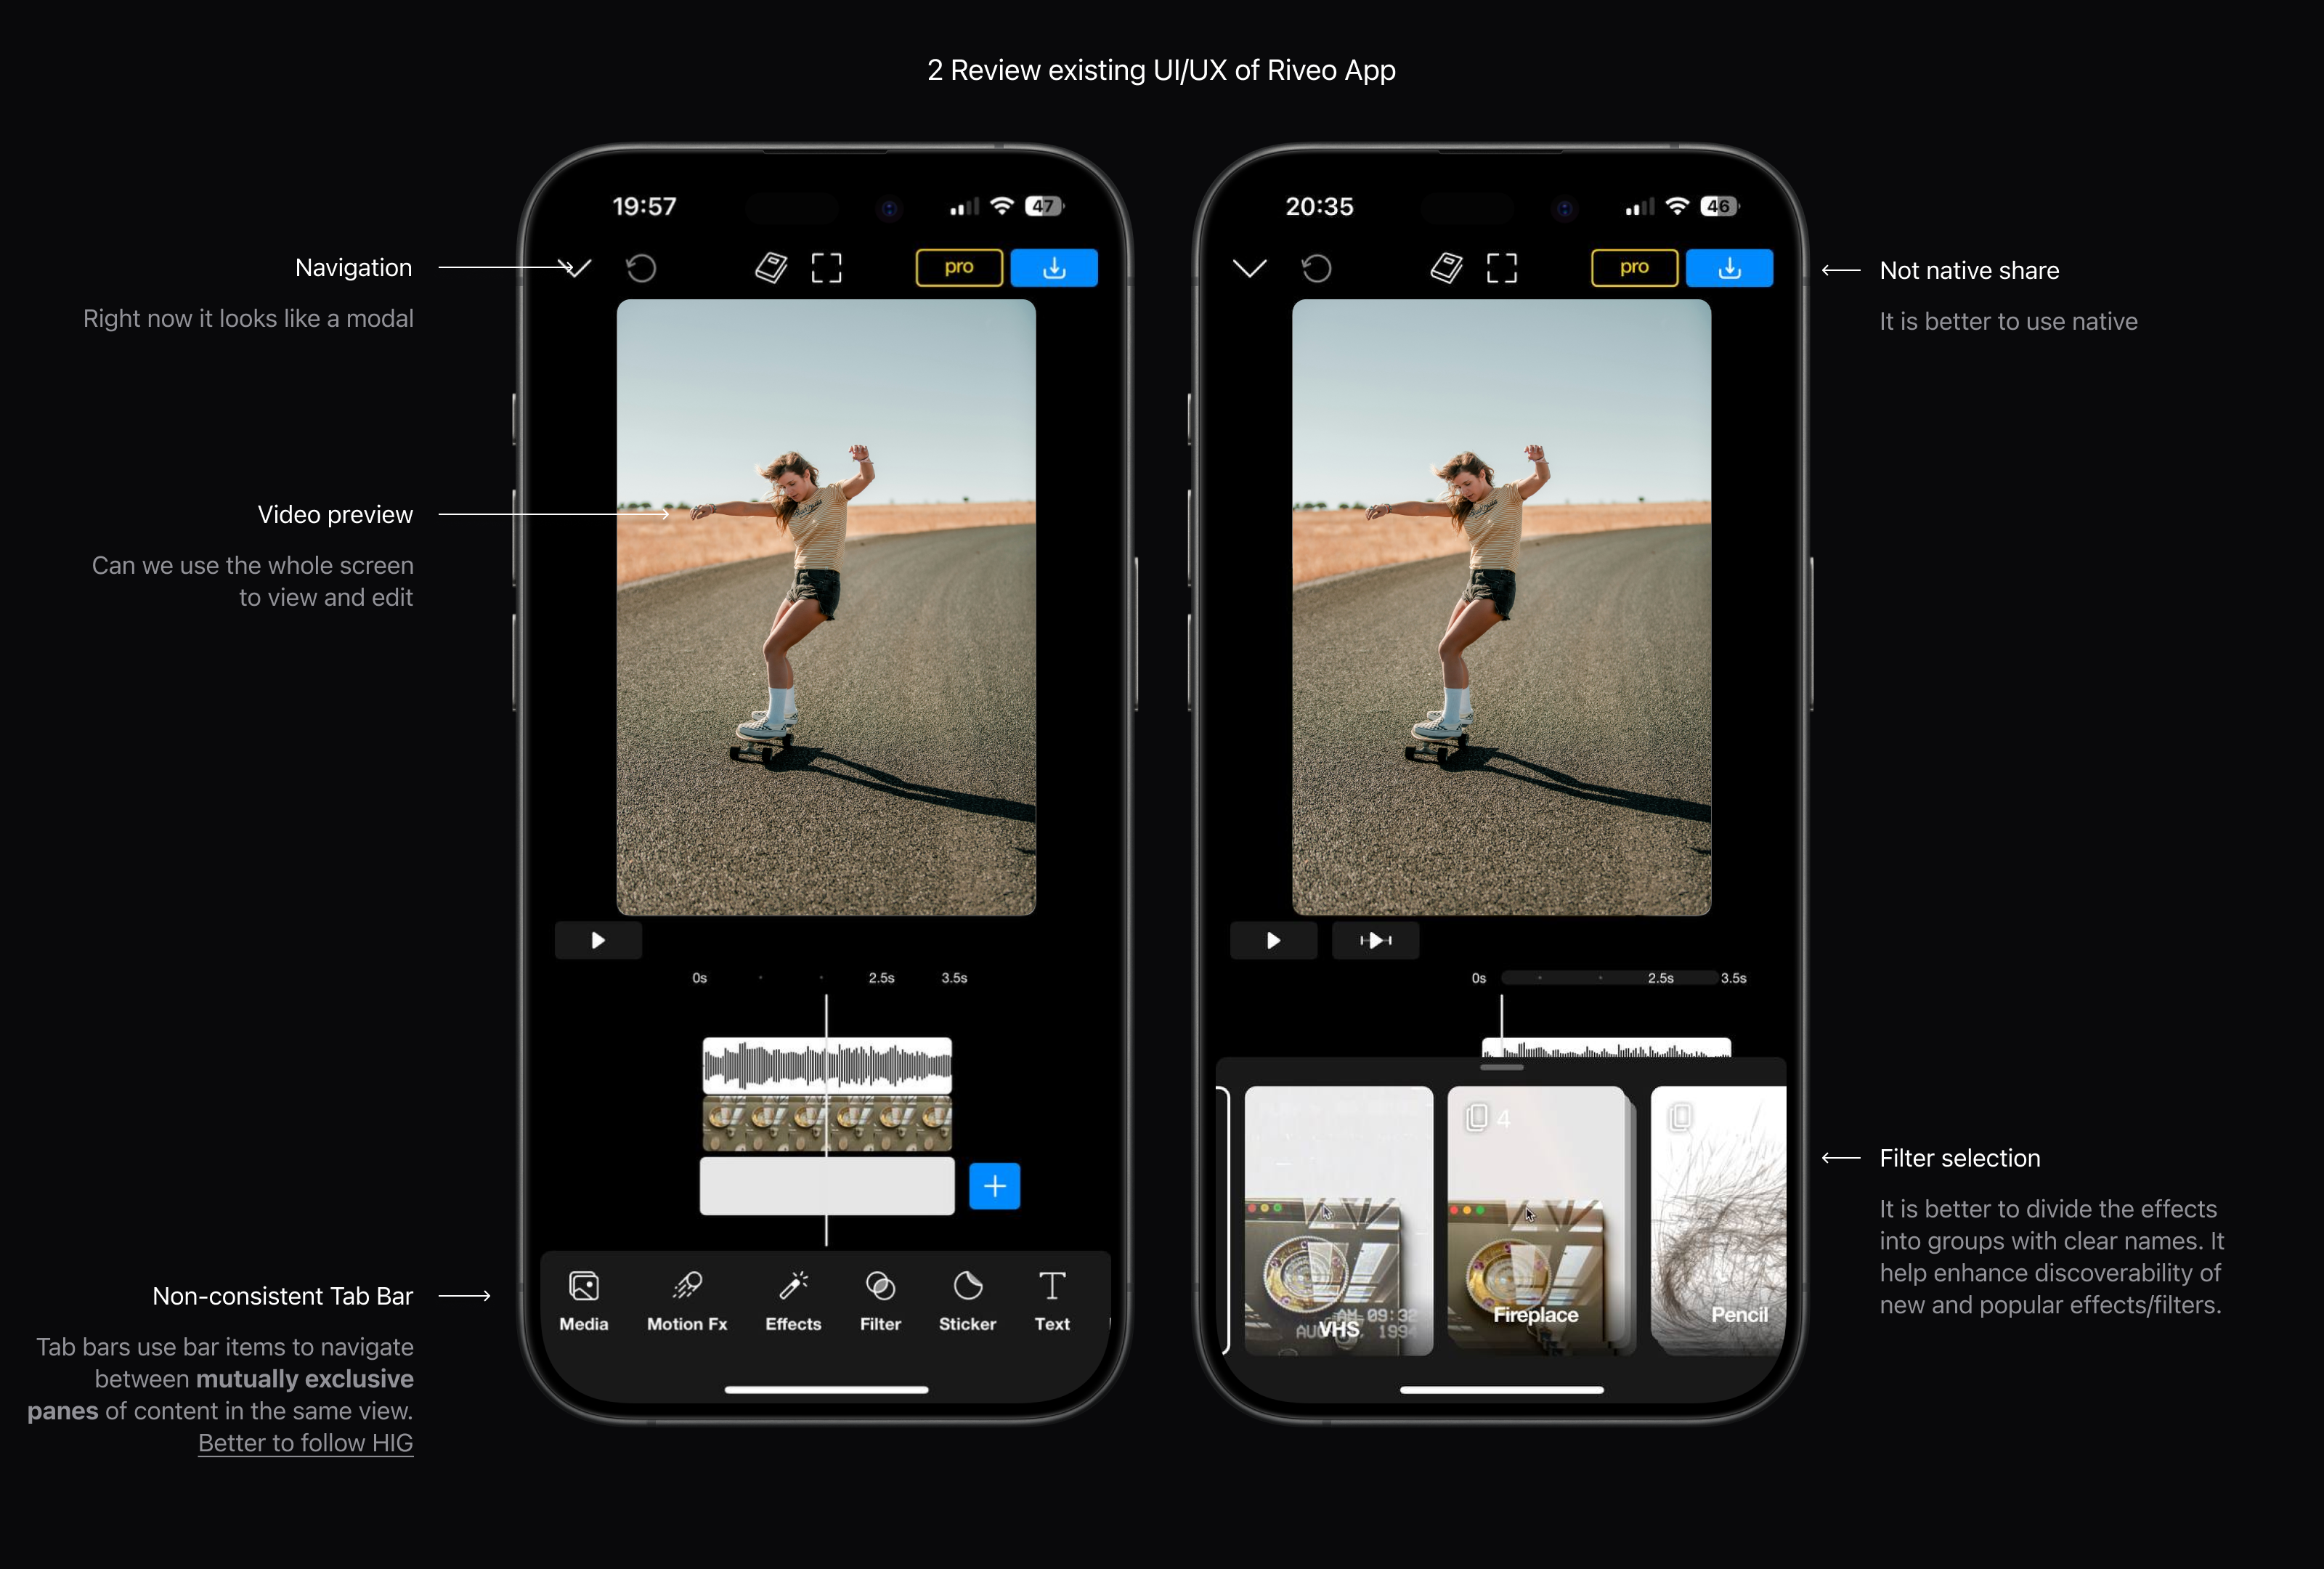 2 Review existing UI/UX of Riveo App
Navigation
Right now it looks like a modal
Video preview
Can we use the whole screen
to view and edit
Non-consistent Tab Bar
Tab bars use bar items to navigate
between mutually exclusive
panes of content in the same view.
Better to follow HIG
19:57
47
pro
0s
2.5s
3.5s
Media
Motion Fx
Effects
Filter
Sticker
Text
20:35
46
pro
0s
2.5s
3.5s
4
AM 09:32
VHS
Fireplace
Pencil
Not native share
It is better to use native
Filter selection
It is better to divide the effects
into groups with clear names. It
help enhance discoverability of
new and popular effects/filters.